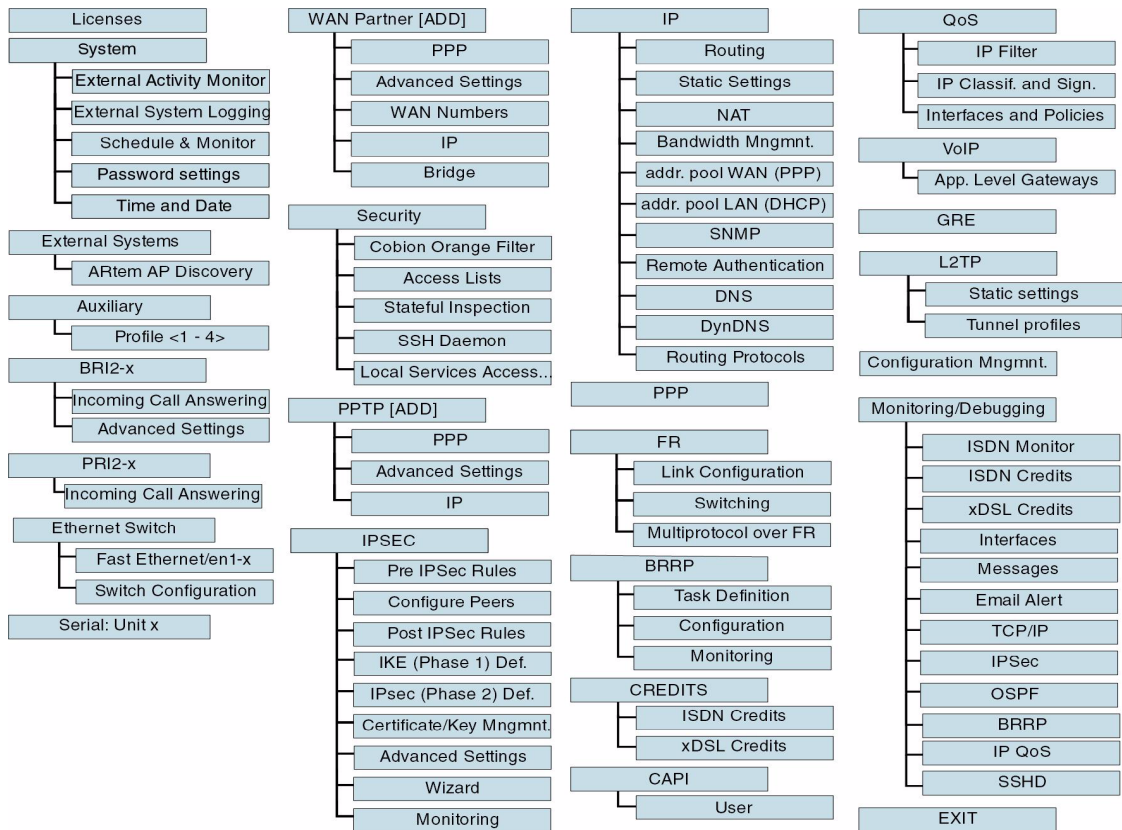 Licenses
System
External Activity Monitor
External System Logging
Schedule & Monitor
Password settings
Time and Date
External Systems
ARtem AP Discovery
Auxiliary
Profile <1 - 4>
BRI2-x
Incoming Call Answering
Advanced Settings
PRI2-x
Incoming Call Answering
Ethernet Switch
Fast Ethernet/en1-x
Switch Configuration
Serial: Unit x
WAN Partner [ADD]
PPP
Advanced Settings
WAN Numbers
IP
Bridge
Security
Cobion Orange Filter
Access Lists
Stateful Inspection
SSH Daemon
Local Services Access...
PPTP [ADD]
PPP
Advanced Settings
IP
IPSEC
Pre IPSec Rules
Configure Peers
Post IPSec Rules
IKE (Phase 1) Def.
IPsec (Phase 2) Def.
Certificate/Key Mngmnt.
Advanced Settings
Wizard
Monitoring
IP
Routing
Static Settings
NAT
Bandwidth Mngmnt.
addr. pool WAN (PPP)
addr. pool LAN (DHCP)
SNMP
Remote Authentication
DNS
DynDNS
Routing Protocols
PPP
FR
Link Configuration
Switching
Multiprotocol over FR
BRRP
Task Definition
Configuration
Monitoring
CREDITS
ISDN Credits
xDSL Credits
CAPI
User
QoS
IP Filter
IP Classif. and Sign.
Interfaces and Policies
VoIP
App. Level Gateways
GRE
L2TP
Static settings
Tunnel profiles
Configuration Mngmnt.
Monitoring/Debugging
ISDN Monitor
ISDN Credits
xDSL Credits
Interfaces
Messages
Email Alert
TCP/IP
IPSec
OSPF
BRRP
IP QoS
SSHD
EXIT